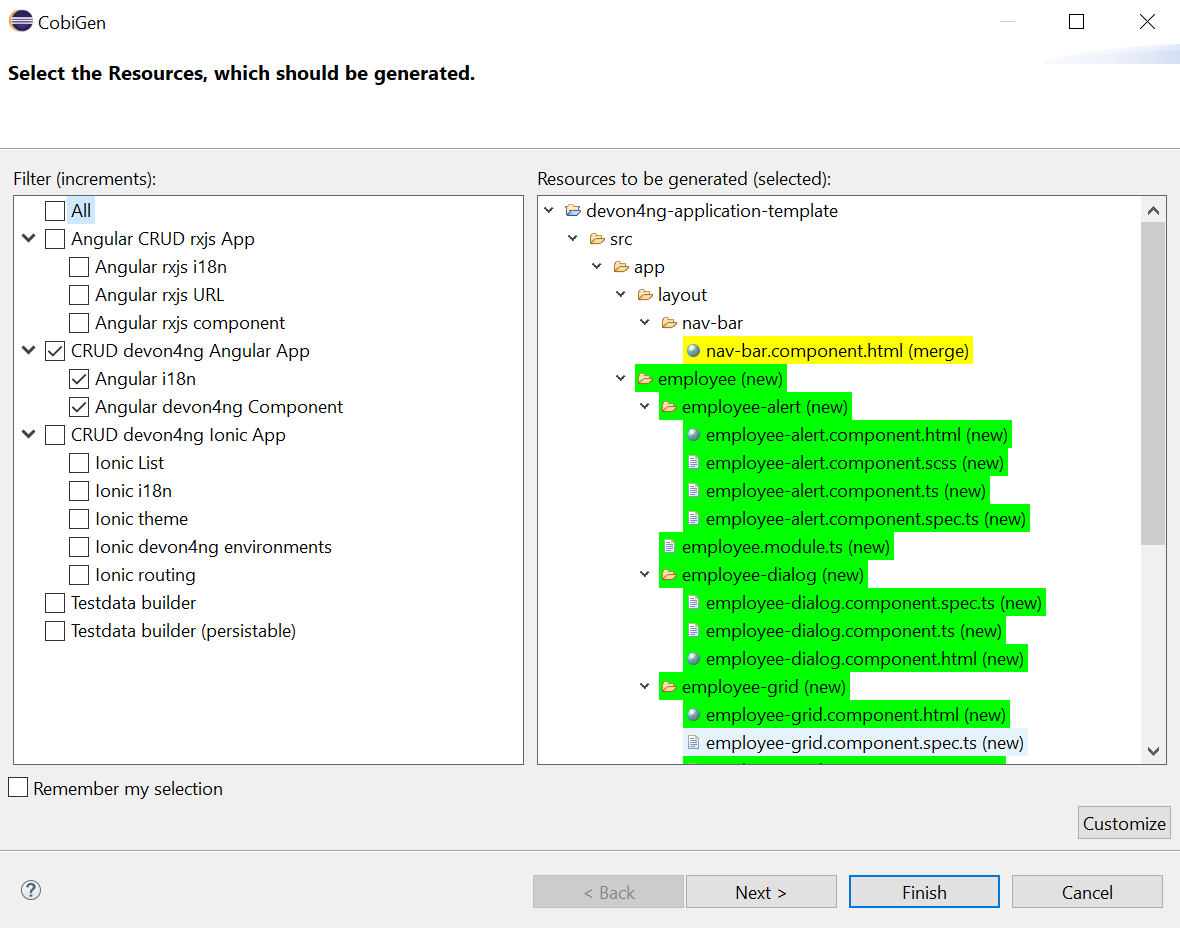 CobiGen
Select the Resources, which should be generated.
Filter (increments):
All
Angular CRUD rxjs App
Angular rxjs i18n
Angular rxjs URL
Angular rxjs component
CRUD devon4ng Angular App
Angular i18n
Angular devon4ng Component
CRUD devon4ng Ionic App
Ionic List
Ionic i18n
Ionic theme
Ionic devon4ng environments
Ionic routing
Testdata builder
Testdata builder (persistable)
Resources to be generated (selected):
devon4ng-application-template
src
app
layout
nav-bar
nav-bar.component.html (merge)
employee (new)
employee-alert (new)
employee-alert.component.html (new)
employee-alert.component.scss (new)
employee-alert.component.ts (new)
employee-alert.component.spec.ts (new)
employee.module.ts (new)
employee-dialog (new)
employee-dialog.component.spec.ts (new)
employee-dialog.component.ts (new)
employee-dialog.component.html (new)
employee-grid (new)
employee-grid.component.html (new)
employee-grid.component.spec.ts (new)
Remember my selection
Customize
?
< Back
Next >
Finish
Cancel